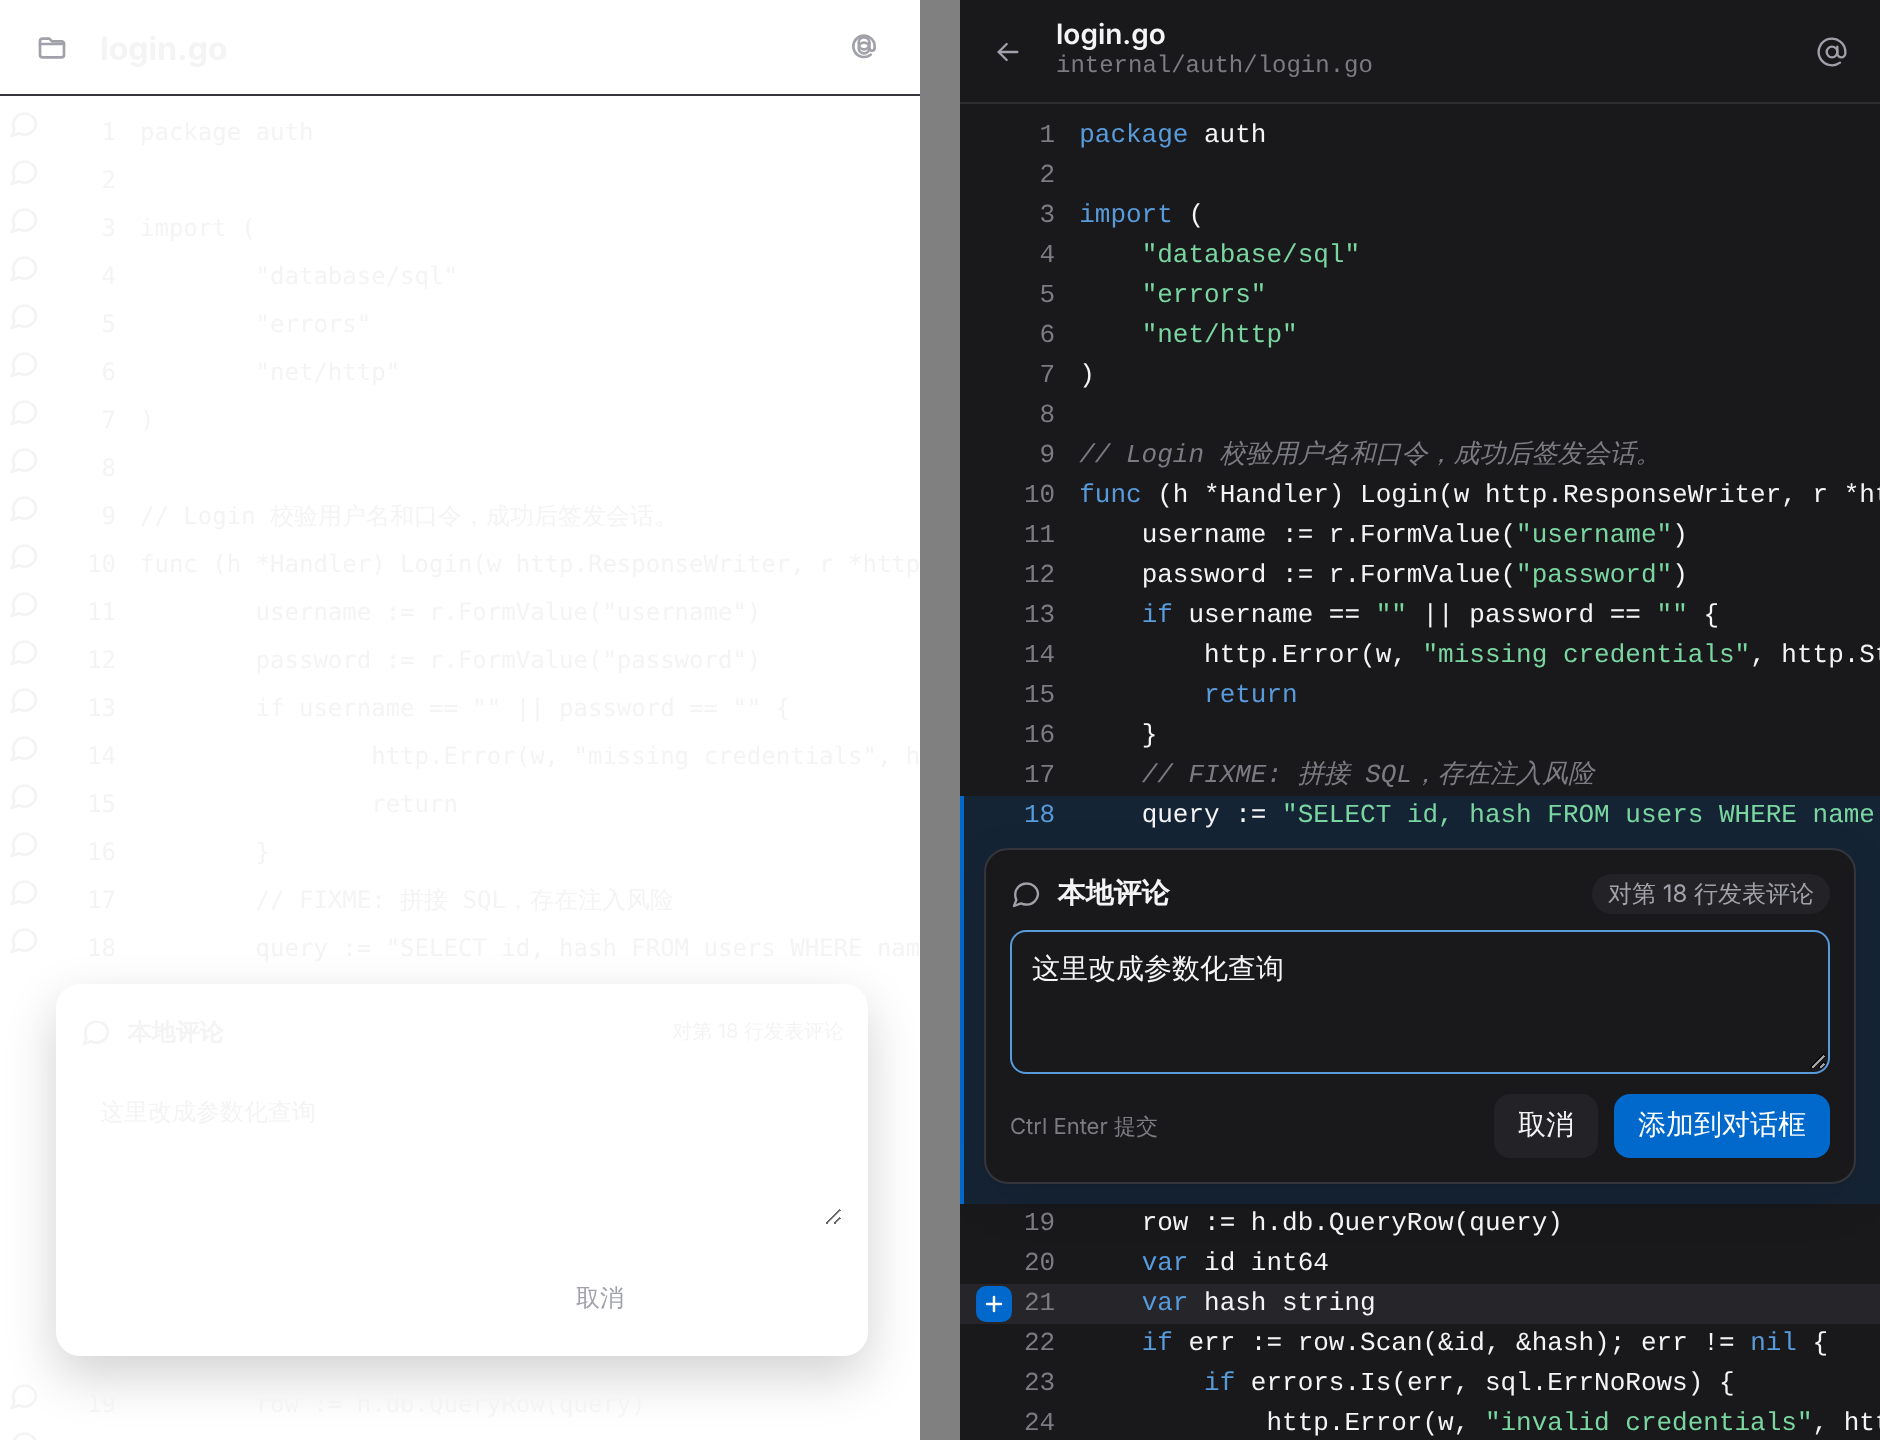 login.go
1 package auth
2
3 import (
4 "database/sql"
5 "errors"
6 "net/http"
7 )
8
9 // Login 校验用户名和口令，成功后签发会话。
10 func (h *Handler) Login(w http.ResponseWriter, r *http
11 username := r.FormValue("username")
12 password := r.FormValue("password")
13 if username == "" || password == "" {
14 http.Error(w, "missing credentials", h
15 return
16 }
17 // FIXME: 拼接 SQL，存在注入风险
18 query := "SELECT id, hash FROM users WHERE nam
本地评论
对第 18 行发表评论
这里改成参数化查询
取消
19 row := h.db.QueryRow(query)
login.go
internal/auth/login.go
1 package auth
2
3 import (
4 "database/sql"
5 "errors"
6 "net/http"
7 )
8
9 // Login 校验用户名和口令，成功后签发会话。
10 func (h *Handler) Login(w http.ResponseWriter, r *ht
11 username := r.FormValue("username")
12 password := r.FormValue("password")
13 if username == "" || password == "" {
14 http.Error(w, "missing credentials", http.St
15 return
16 }
17 // FIXME: 拼接 SQL，存在注入风险
18 query := "SELECT id, hash FROM users WHERE name
本地评论
对第 18 行发表评论
这里改成参数化查询
Ctrl Enter 提交
取消
添加到对话框
19 row := h.db.QueryRow(query)
20 var id int64
21 var hash string
22 if err := row.Scan(&id, &hash); err != nil {
23 if errors.Is(err, sql.ErrNoRows) {
24 http.Error(w, "invalid credentials", ht